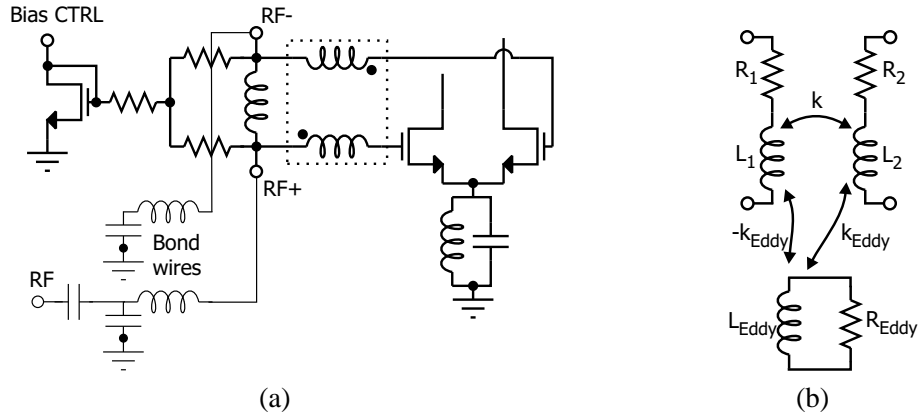 Bias CTRL
RF-
RF+
Bond
wires
RF
(a)
R1
R2
k
L1
L2
-kEddy
kEddy
LEddy
REddy
(b)